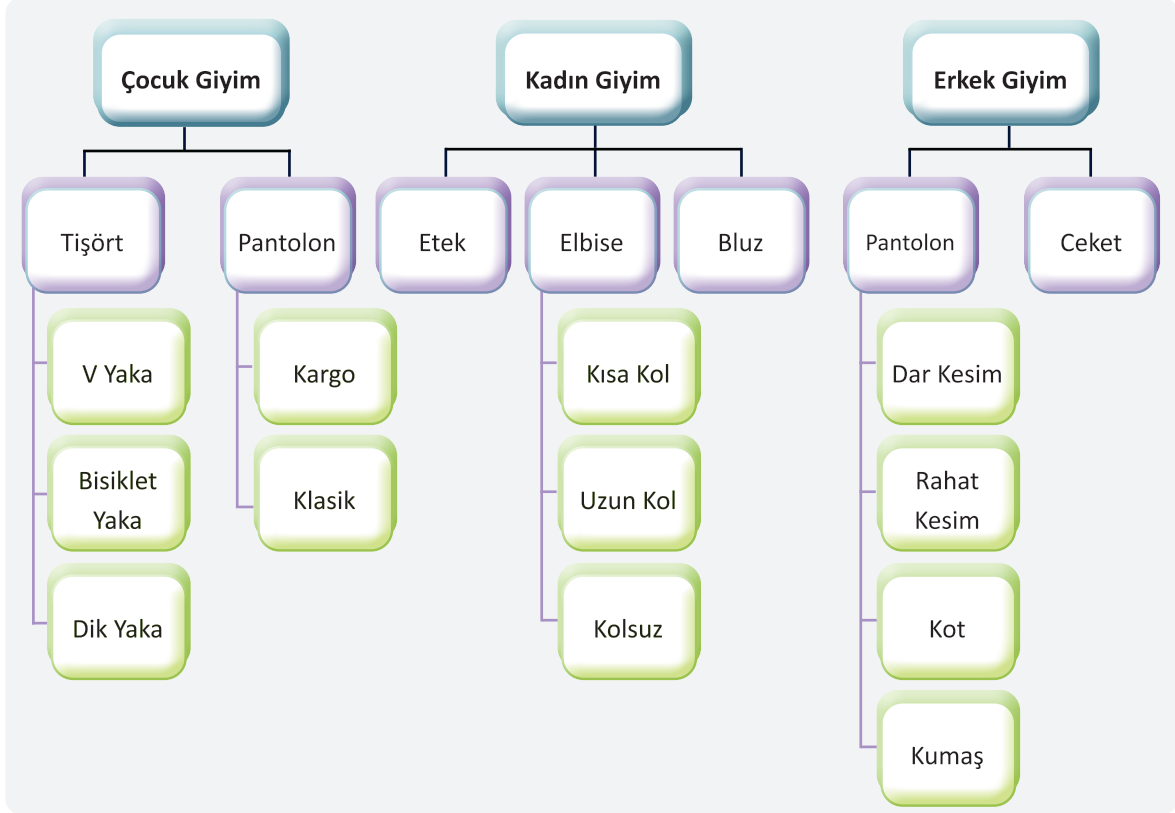 Çocuk Giyim
Kadın Giyim
Erkek Giyim
Tişört
Pantolon
Etek
Elbise
Bluz
Pantolon
Ceket
V Yaka
Kargo
Kısa Kol
Dar Kesim
Bisiklet
Yaka
Klasik
Uzun Kol
Rahat
Kesim
Dik Yaka
Kolsuz
Kot
Kumaş